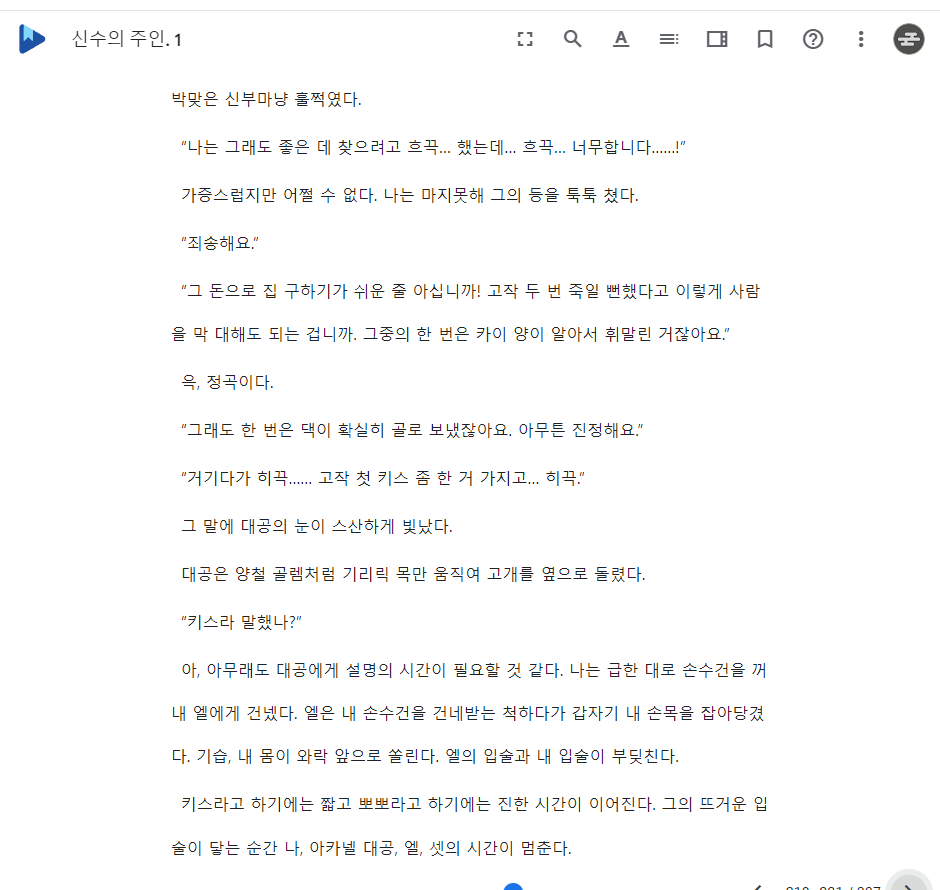 신수의 주인. 1
박맞은 신부마냥 훌쩍였다.
“나는 그래도 좋은 데 찾으려고 흐끅... 했는데... 흐끅... 너무합니다......!”
가증스럽지만 어쩔 수 없다. 나는 마지못해 그의 등을 툭툭 쳤다.
“죄송해요.”
“그 돈으로 집 구하기가 쉬운 줄 아십니까! 고작 두 번 죽일 뻔했다고 이렇게 사람
을 막 대해도 되는 겁니까. 그중의 한 번은 카이 양이 알아서 휘말린 거잖아요.”
윽, 정곡이다.
“그래도 한 번은 댁이 확실히 골로 보냈잖아요. 아무튼 진정해요.”
“거기다가 히끅...... 고작 첫 키스 좀 한 거 가지고... 히끅.”
그 말에 대공의 눈이 스산하게 빛났다.
대공은 양철 골렘처럼 기리릭 목만 움직여 고개를 옆으로 돌렸다.
“키스라 말했나?”
아, 아무래도 대공에게 설명의 시간이 필요할 것 같다. 나는 급한 대로 손수건을 꺼
내 엘에게 건넸다. 엘은 내 손수건을 건네받는 척하다가 갑자기 내 손목을 잡아당겼
다. 기습, 내 몸이 와락 앞으로 쏠린다. 엘의 입술과 내 입술이 부딪친다.
키스라고 하기에는 짧고 뽀뽀라고 하기에는 진한 시간이 이어진다. 그의 뜨거운 입
술이 닿는 순간 나, 아카넬 대공, 엘, 셋의 시간이 멈춘다.